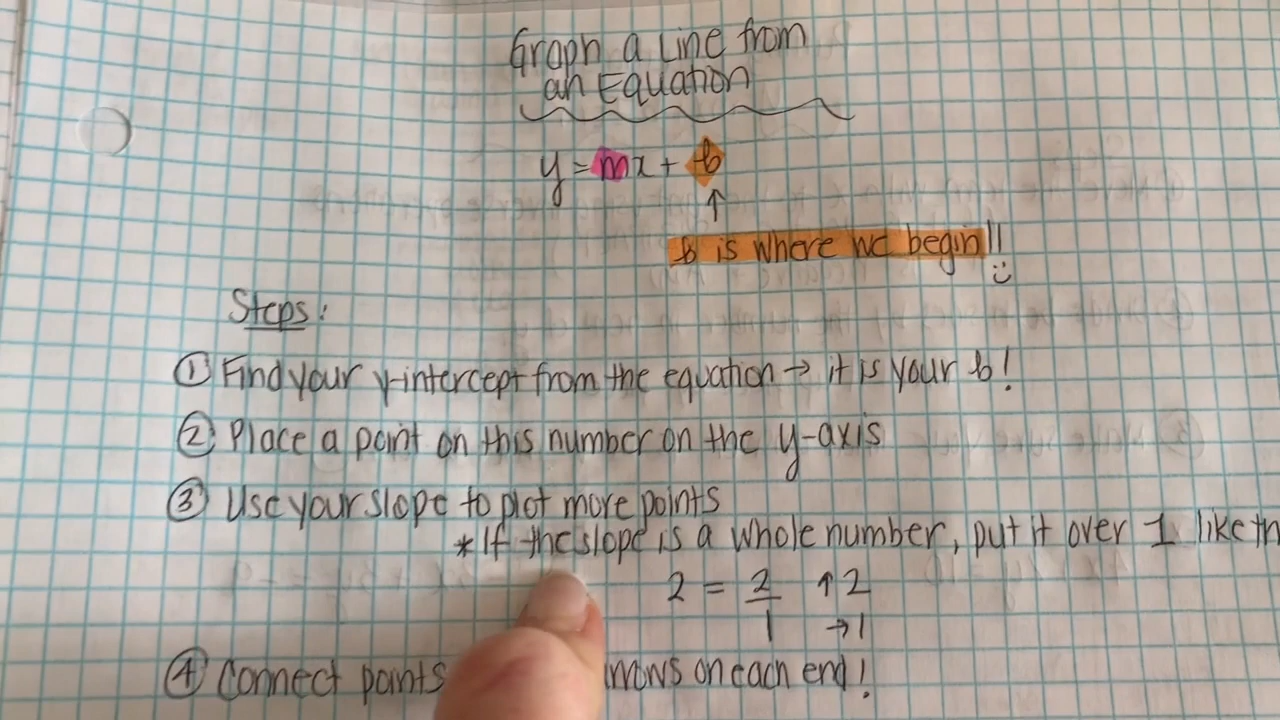 Graph a Line from
an Equation
y = mx + b
↑
b is where we begin!!
Steps:
① Find your y-intercept from the equation → it is your b!
② Place a point on this number on the y-axis
③ Use your slope to plot more points
*If the slope is a whole number, put it over 1 like
2 = 2/1 ↑2 →1
④ Connect points on each end!